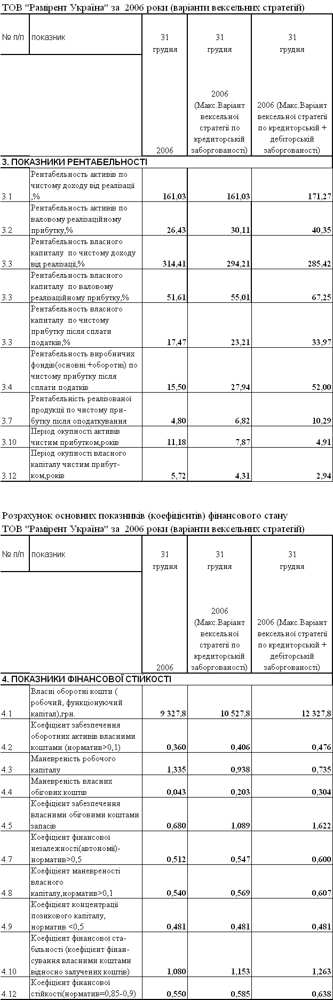 ТОВ "Рамірент Україна" за  2006 роки (варіанти вексельних стратегій)
№ п/п показник 31 31 31
грудня грудня грудня
2006
(Макс.Варіант 2006 (Макс.Варіант
вексельної вексельної стратегії
стратегії по по кредиторській +
кредиторській дебіторській
2006 заборгованості) заборгованості)
3. ПОКАЗНИКИ РЕНТАБЕЛЬНОСТІ
Рентабельность активів по
чистому доходу від реалізації
3.1 ,% 161,03 161,03 171,27
Рентабельность активів по
валовому реалізаційному
3.2 прибутку,% 26,43 30,11 40,35
Рентабельность власного
капиталу  по чистому доходу
3.3 від реалізації,% 314,41 294,21 285,42
Рентабельность власного
капиталу  по валовому
3.3 реалізаційному прибутку,% 51,61 55,01 67,25
Рентабельность власного
капиталу  по чистому
прибутку після сплати
3.3 податків,% 17,47 23,21 33,97
Рентабельность виробничих
фондів(основні +оборотні) по
чистому прибутку після
3.4 сплати податків 15,50 27,94 52,00
Рентабельність реалізованої
продукції по чистому при-
3.7 бутку після оподаткування 4,80 6,82 10,29
Період окупності активів
3.10 чистим прибутком,років 11,18 7,87 4,91
Період окупності власного
капіталу чистим прибут-
3.12 ком,років 5,72 4,31 2,94
Розрахунок основних показників (коефіцієнтів) фінансового стану
ТОВ "Рамірент Україна" за  2006 роки (варіанти вексельних стратегій)
№ п/п показник 31 31 31
грудня грудня грудня
2006
(Макс.Варіант 2006 (Макс.Варіант
вексельної вексельної стратегії
стратегії по по кредиторській +
кредиторській дебіторській
2006 заборгованості) заборгованості)
4. ПОКАЗНИКИ ФІНАНСОВОЇ СТІЙКОСТІ
Власні оборотні кошти (
робочий, функціонуючий
4.1 капітал),грн. 9 327,8 10 527,8 12 327,8
Коефіцієнт забезпечення
оборотних активів власними
4.2 коштами (норматив>0,1) 0,360 0,406 0,476
Маневреність робочого
4.3 капіталу 1,335 0,938 0,735
Маневреність власних
4.4 обігових коштів 0,043 0,203 0,304
Коефіцієнт забезпечення
власними обіговими коштами
4.5 запасів 0,680 1,089 1,622
Коефіцієнт фінансової
незалежності(автономії)-
4.7 норматив>0,5 0,512 0,547 0,600
Коефіцієнт маневреності
власного
4.8 капіталу,норматив>0,1 0,540 0,569 0,607
Коефіцієнт концентрації
позикового капіталу,
4.9 норматив <0,5 0,481 0,481 0,481
Коефіцієнт фінансової ста-
більності (коефіцієнт фінан-
сування власними коштами
4.10 відносно залучених коштів) 1,080 1,153 1,263
Коефіцієнт фінансової
4.12 стійкості(норматив=0,85-0,9) 0,550 0,585 0,638